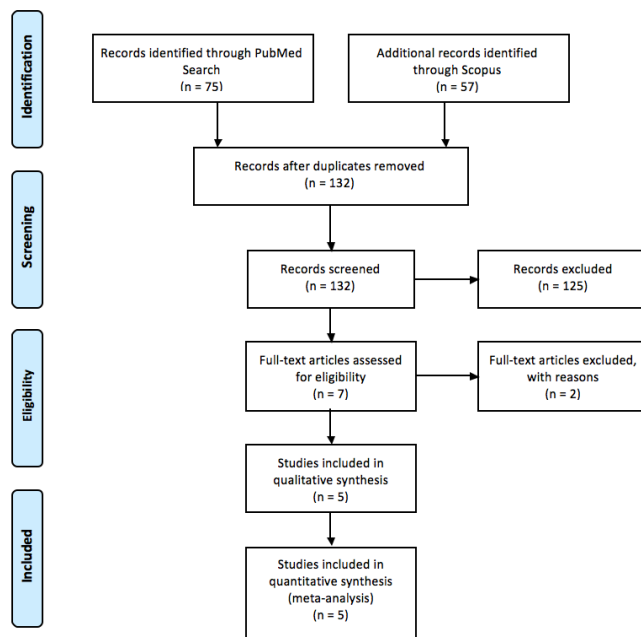 Identification
Records identified through PubMed
Search
(n = 75)
Additional records identified
through Scopus
(n = 57)
Records after duplicates removed
(n = 132)
Screening
Records screened
(n = 132)
Records excluded
(n = 125)
Eligibility
Full-text articles assessed
for eligibility
(n = 7)
Full-text articles excluded,
with reasons
(n = 2)
Studies included in
qualitative synthesis
(n = 5)
Included
Studies included in
quantitative synthesis
(meta-analysis)
(n = 5)